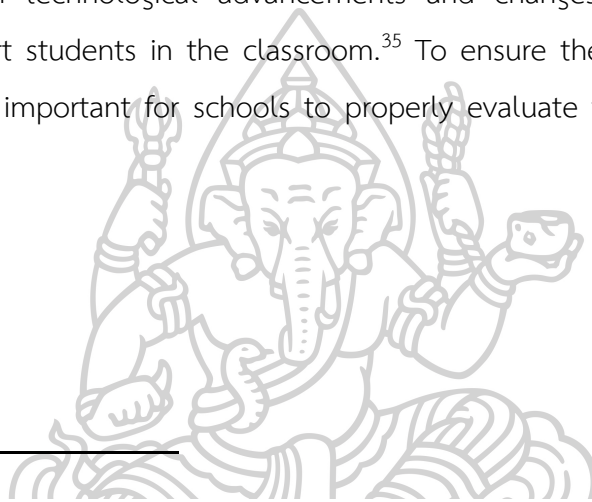 technological advancements and changes
students in the classroom.³⁵ To ensure the
important for schools to properly evaluate